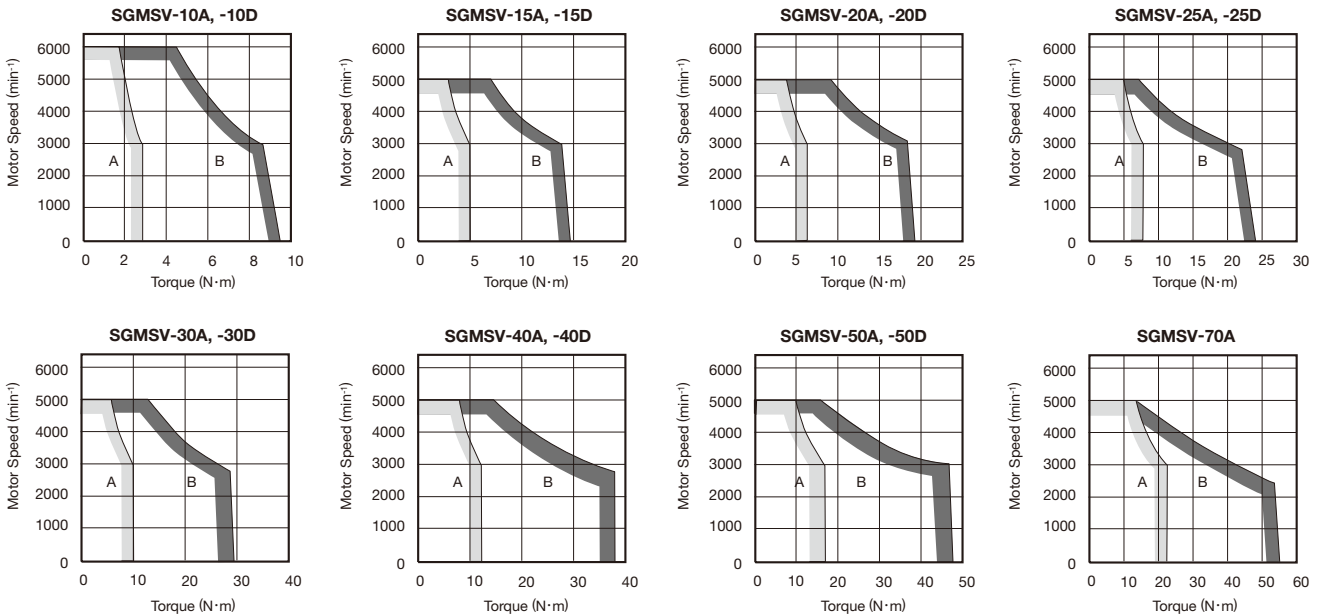 SGMSV-10A, -10D
Motor Speed (min-1)
6000
5000
4000
3000
2000
1000
0
A
B
0 2 4 6 8 10
Torque (N·m)
SGMSV-15A, -15D
Motor Speed (min-1)
6000
5000
4000
3000
2000
1000
0
A
B
0 5 10 15 20
Torque (N·m)
SGMSV-20A, -20D
Motor Speed (min-1)
6000
5000
4000
3000
2000
1000
0
A
B
0 5 10 15 20 25
Torque (N·m)
SGMSV-25A, -25D
Motor Speed (min-1)
6000
5000
4000
3000
2000
1000
0
A
B
0 5 10 15 20 25 30
Torque (N·m)
SGMSV-30A, -30D
Motor Speed (min-1)
6000
5000
4000
3000
2000
1000
0
A
B
0 10 20 30 40
Torque (N·m)
SGMSV-40A, -40D
Motor Speed (min-1)
6000
5000
4000
3000
2000
1000
0
A
B
0 10 20 30 40
Torque (N·m)
SGMSV-50A, -50D
Motor Speed (min-1)
6000
5000
4000
3000
2000
1000
0
A
B
0 10 20 30 40 50
Torque (N·m)
SGMSV-70A
Motor Speed (min-1)
6000
5000
4000
3000
2000
1000
0
A
B
0 10 20 30 40 50 60
Torque (N·m)